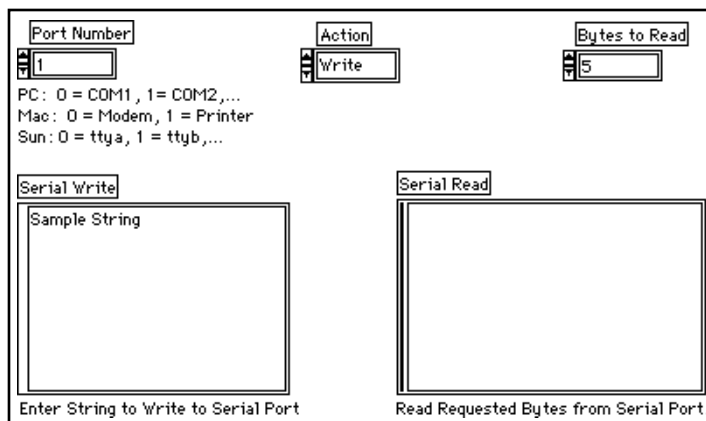 Port Number
Action
Bytes to Read
1
Write
5
PC: 0 = COM1, 1= COM2,...
Mac: 0 = Modem, 1 = Printer
Sun: 0 = ttya, 1 = ttyb,...
Serial Write
Serial Read
Sample String
Enter String to Write to Serial Port
Read Requested Bytes from Serial Port